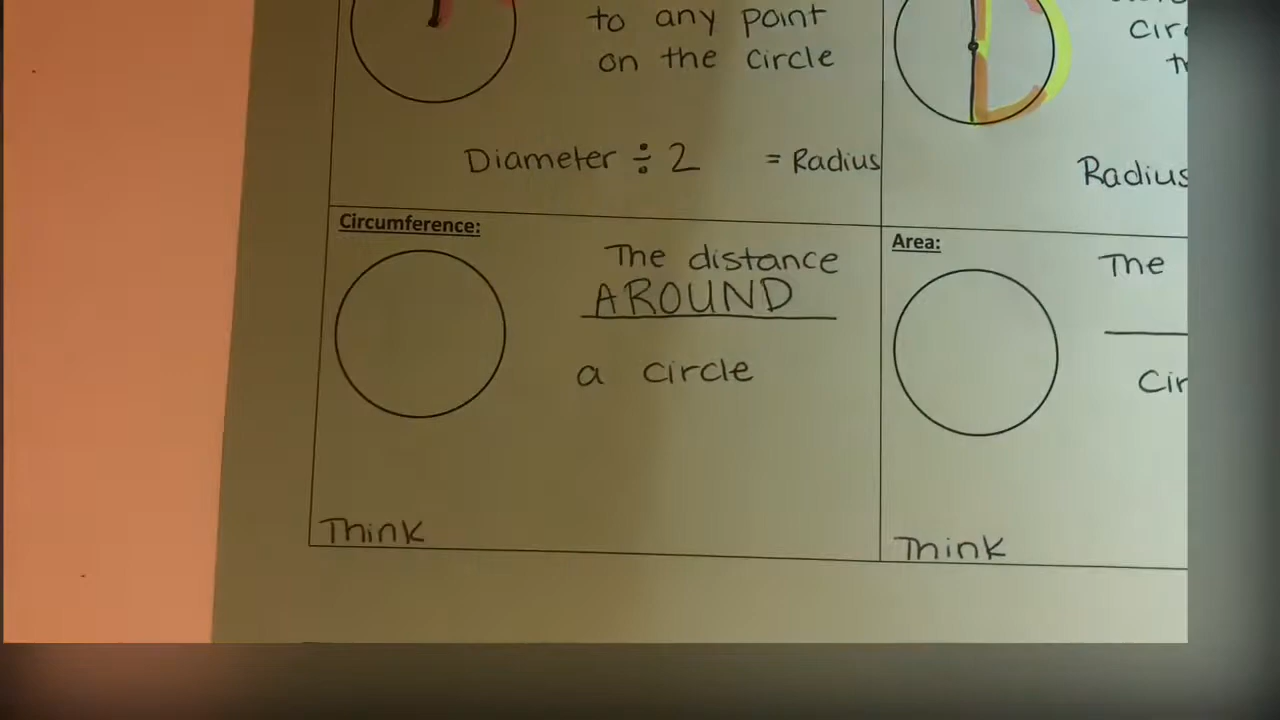 to any point
on the circle
Diameter ÷ 2 = Radius
Radius
Circumference:
The distance
AROUND
a circle
Think
Area:
The
Think